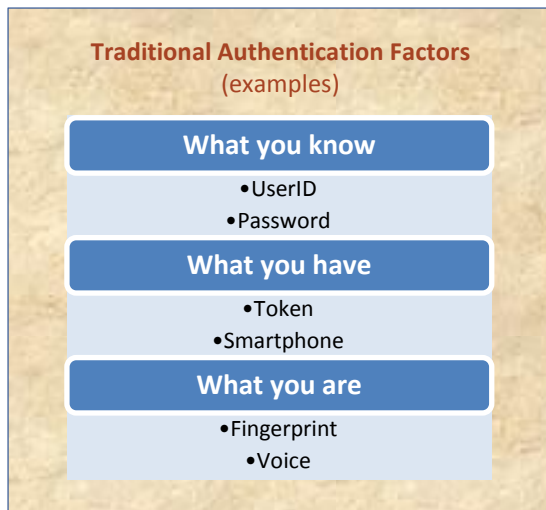 Traditional Authentication Factors
(examples)
What you know
•UserID
•Password
What you have
•Token
•Smartphone
What you are
•Fingerprint
•Voice